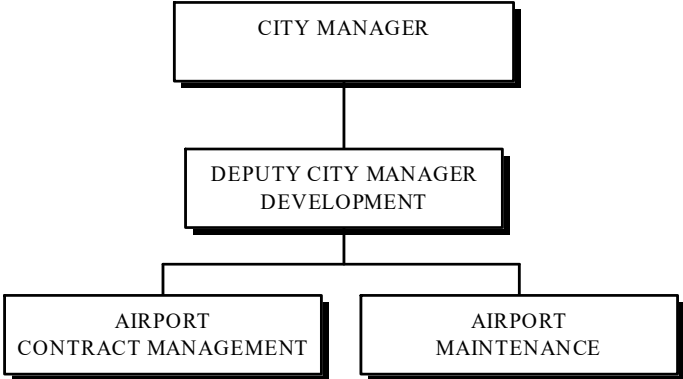 CITY MANAGER
DEPUTY CITY MANAGER
DEVELOPMENT
AIRPORT
CONTRACT MANAGEMENT
AIRPORT
MAINTENANCE